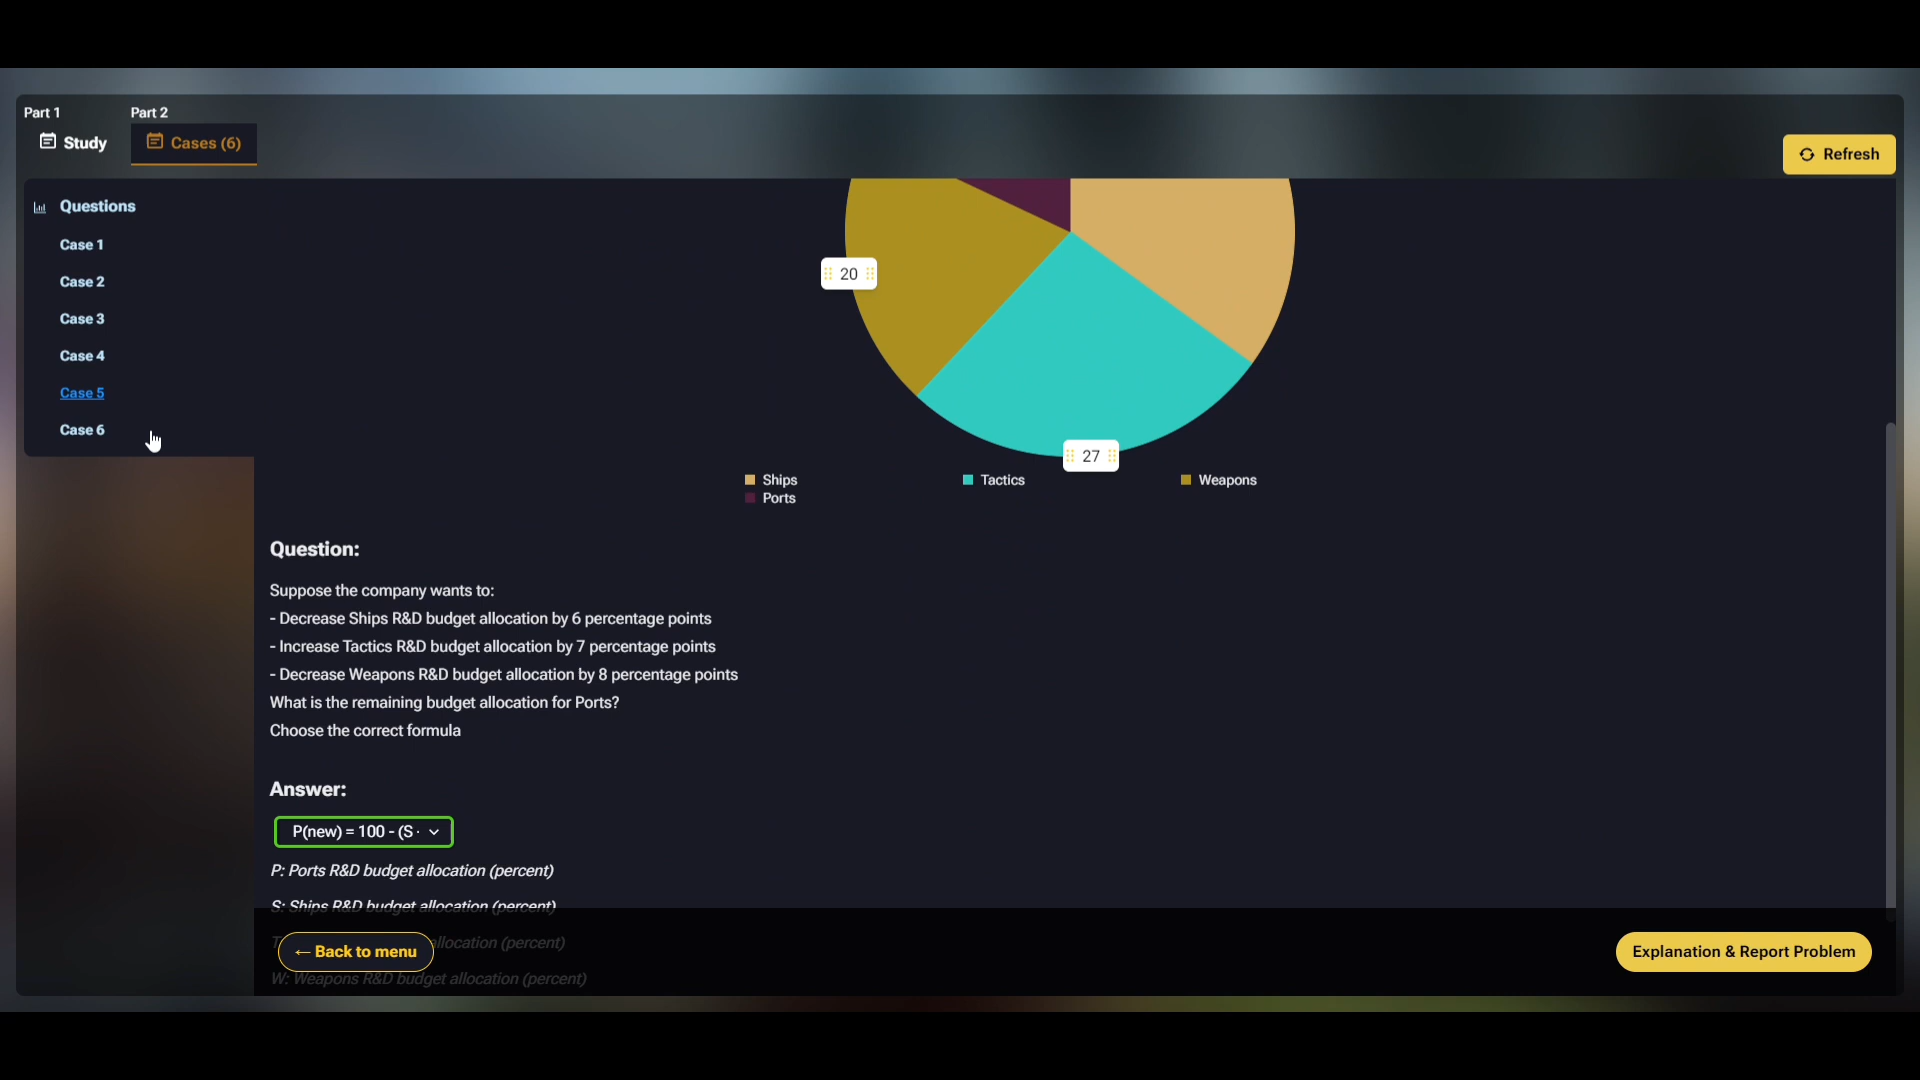 Part 1
Part 2
Study
Cases (6)
Refresh
Questions
Case 1
Case 2
Case 3
Case 4
Case 5
Case 6
20
27
Ships
Tactics
Weapons
Ports
Question:
Suppose the company wants to:
- Decrease Ships R&D budget allocation by 6 percentage points
- Increase Tactics R&D budget allocation by 7 percentage points
- Decrease Weapons R&D budget allocation by 8 percentage points
What is the remaining budget allocation for Ports?
Choose the correct formula
Answer:
P(new) = 100 - (S -
P: Ports R&D budget allocation (percent)
S: Ships R&D budget allocation (percent)
T allocation (percent)
← Back to menu
Explanation & Report Problem
W: Weapons R&D budget allocation (percent)